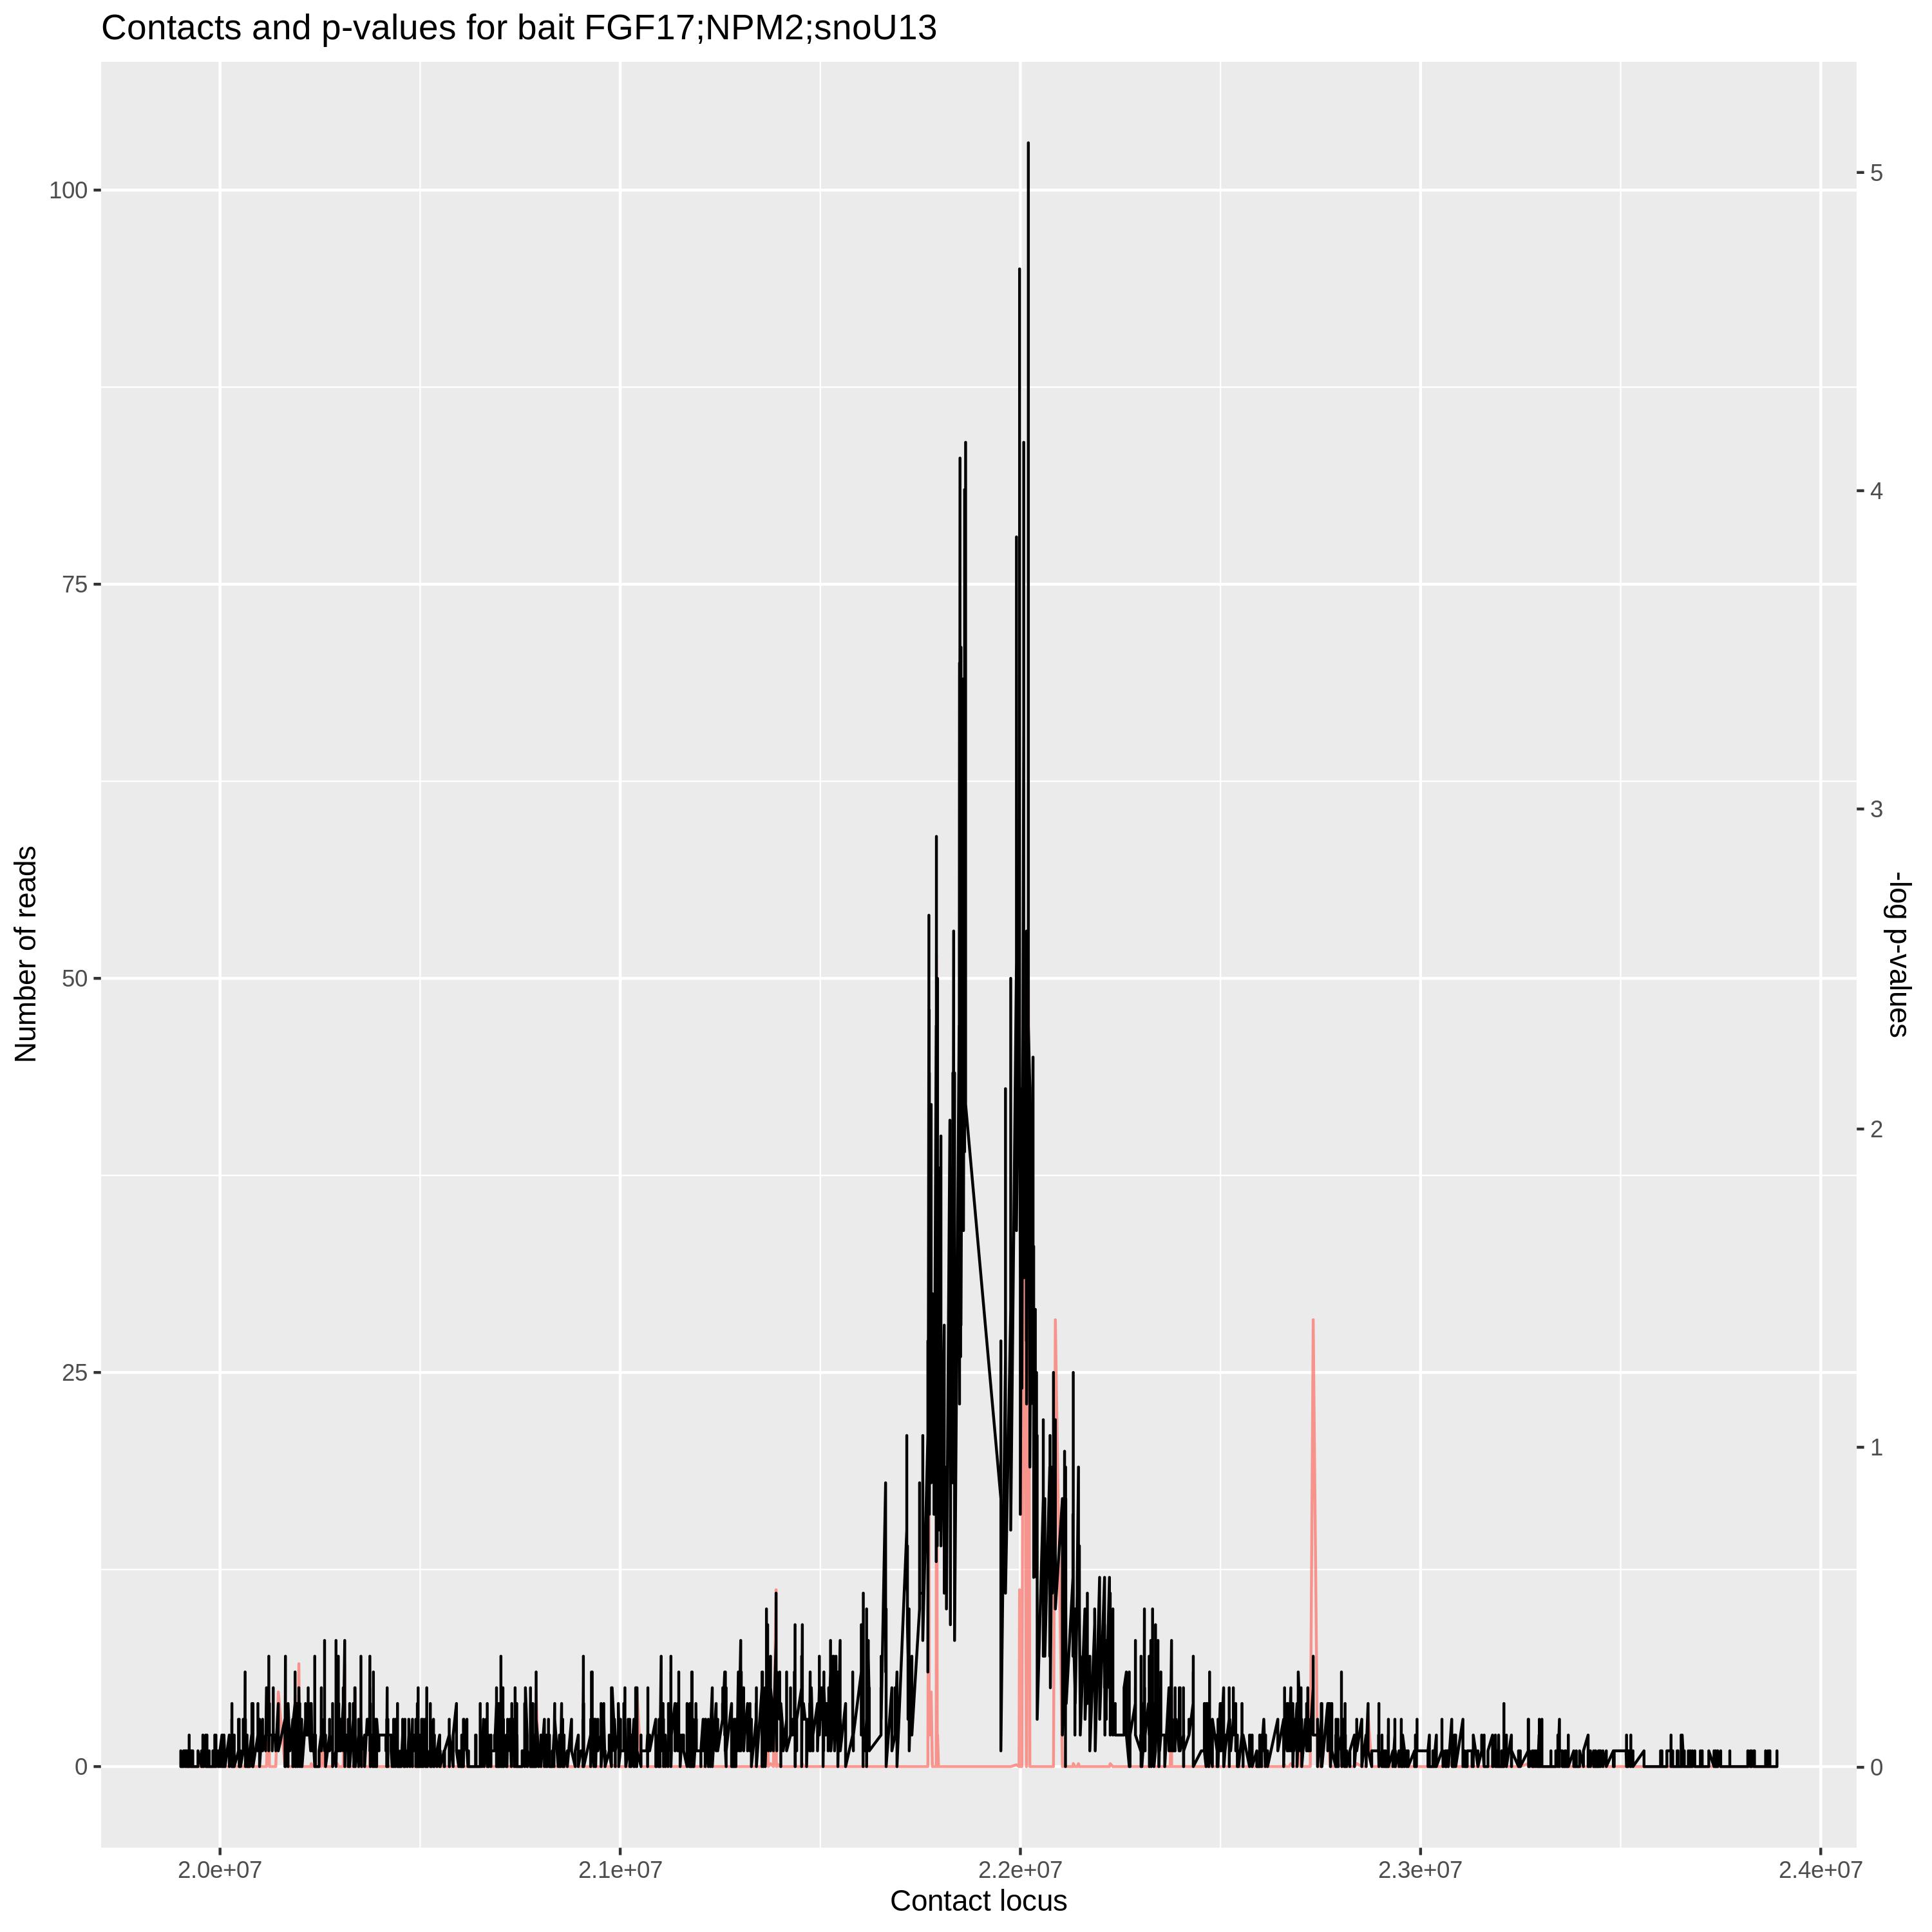 Contacts and p-values for bait FGF17;NPM2;snoU13
100
75
50
25
0
Number of reads
5
4
3
2
1
0
-log p-values
2.0e+07
2.1e+07
2.2e+07
2.3e+07
2.4e+07
Contact locus